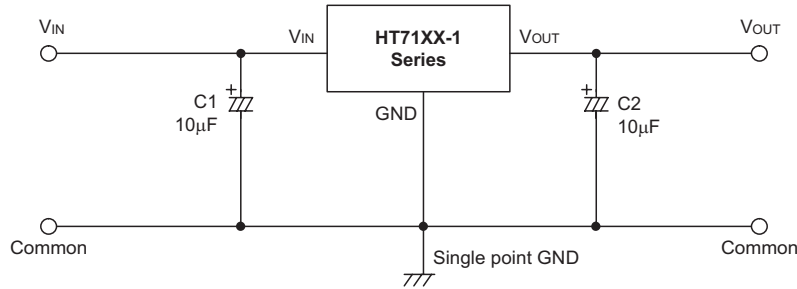 VIN
VIN
HT71XX-1
Series
VOUT
VOUT
+
C1
10μF
GND
+
C2
10μF
Common
Single point GND
Common